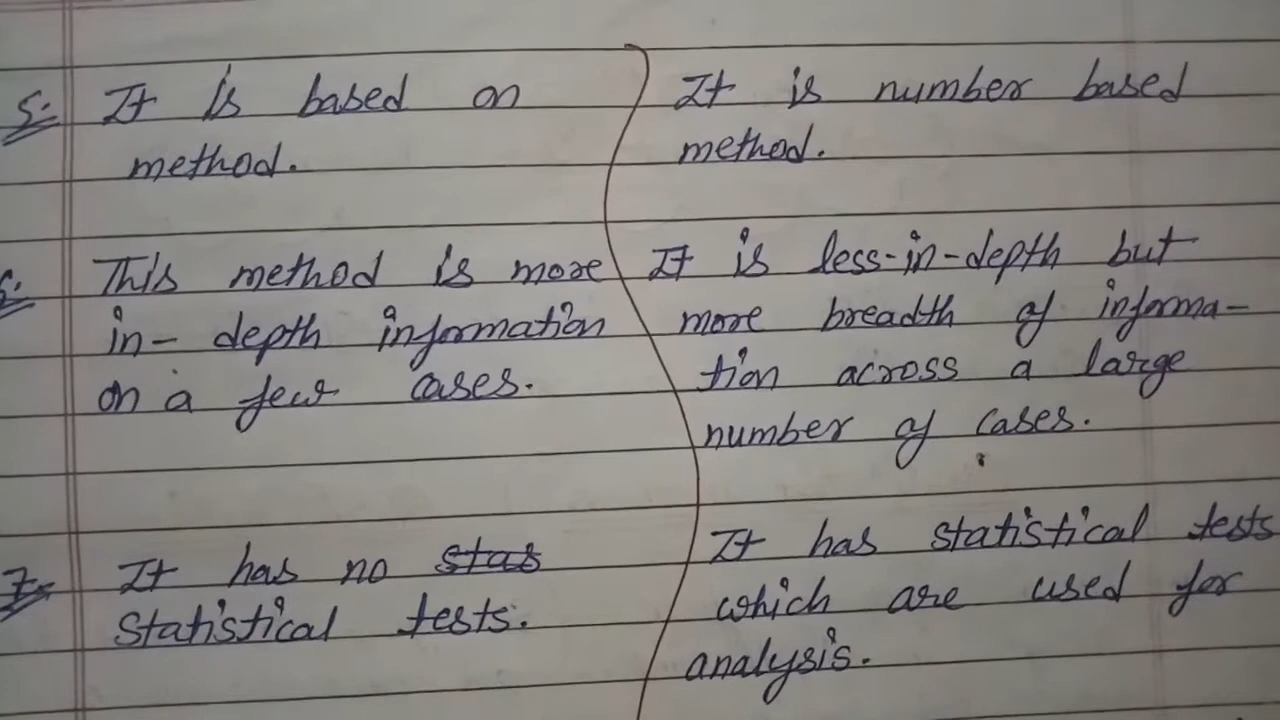 5. It is based on
method.
6. This method is more
in-depth information
on a few cases.
7. It has no stas
Statistical tests.
It is number based
method.
It is less-in-depth but
more breadth of informa-
tion across a large
number of cases.
It has statistical tests
which are used for
analysis.